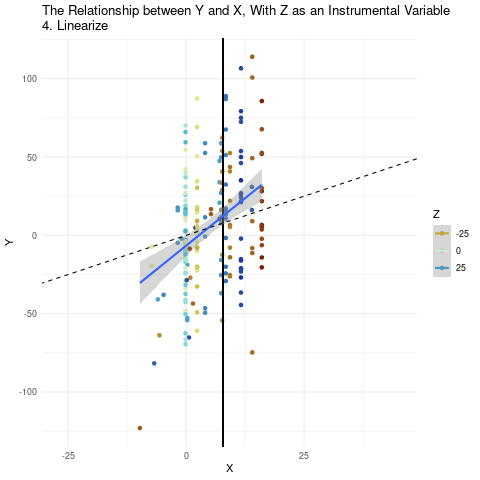 The Relationship between Y and X, With Z as an Instrumental Variable
4. Linearize
100
50
0
-50
-100
Y
-25
0
25
X
Z
-25
0
25